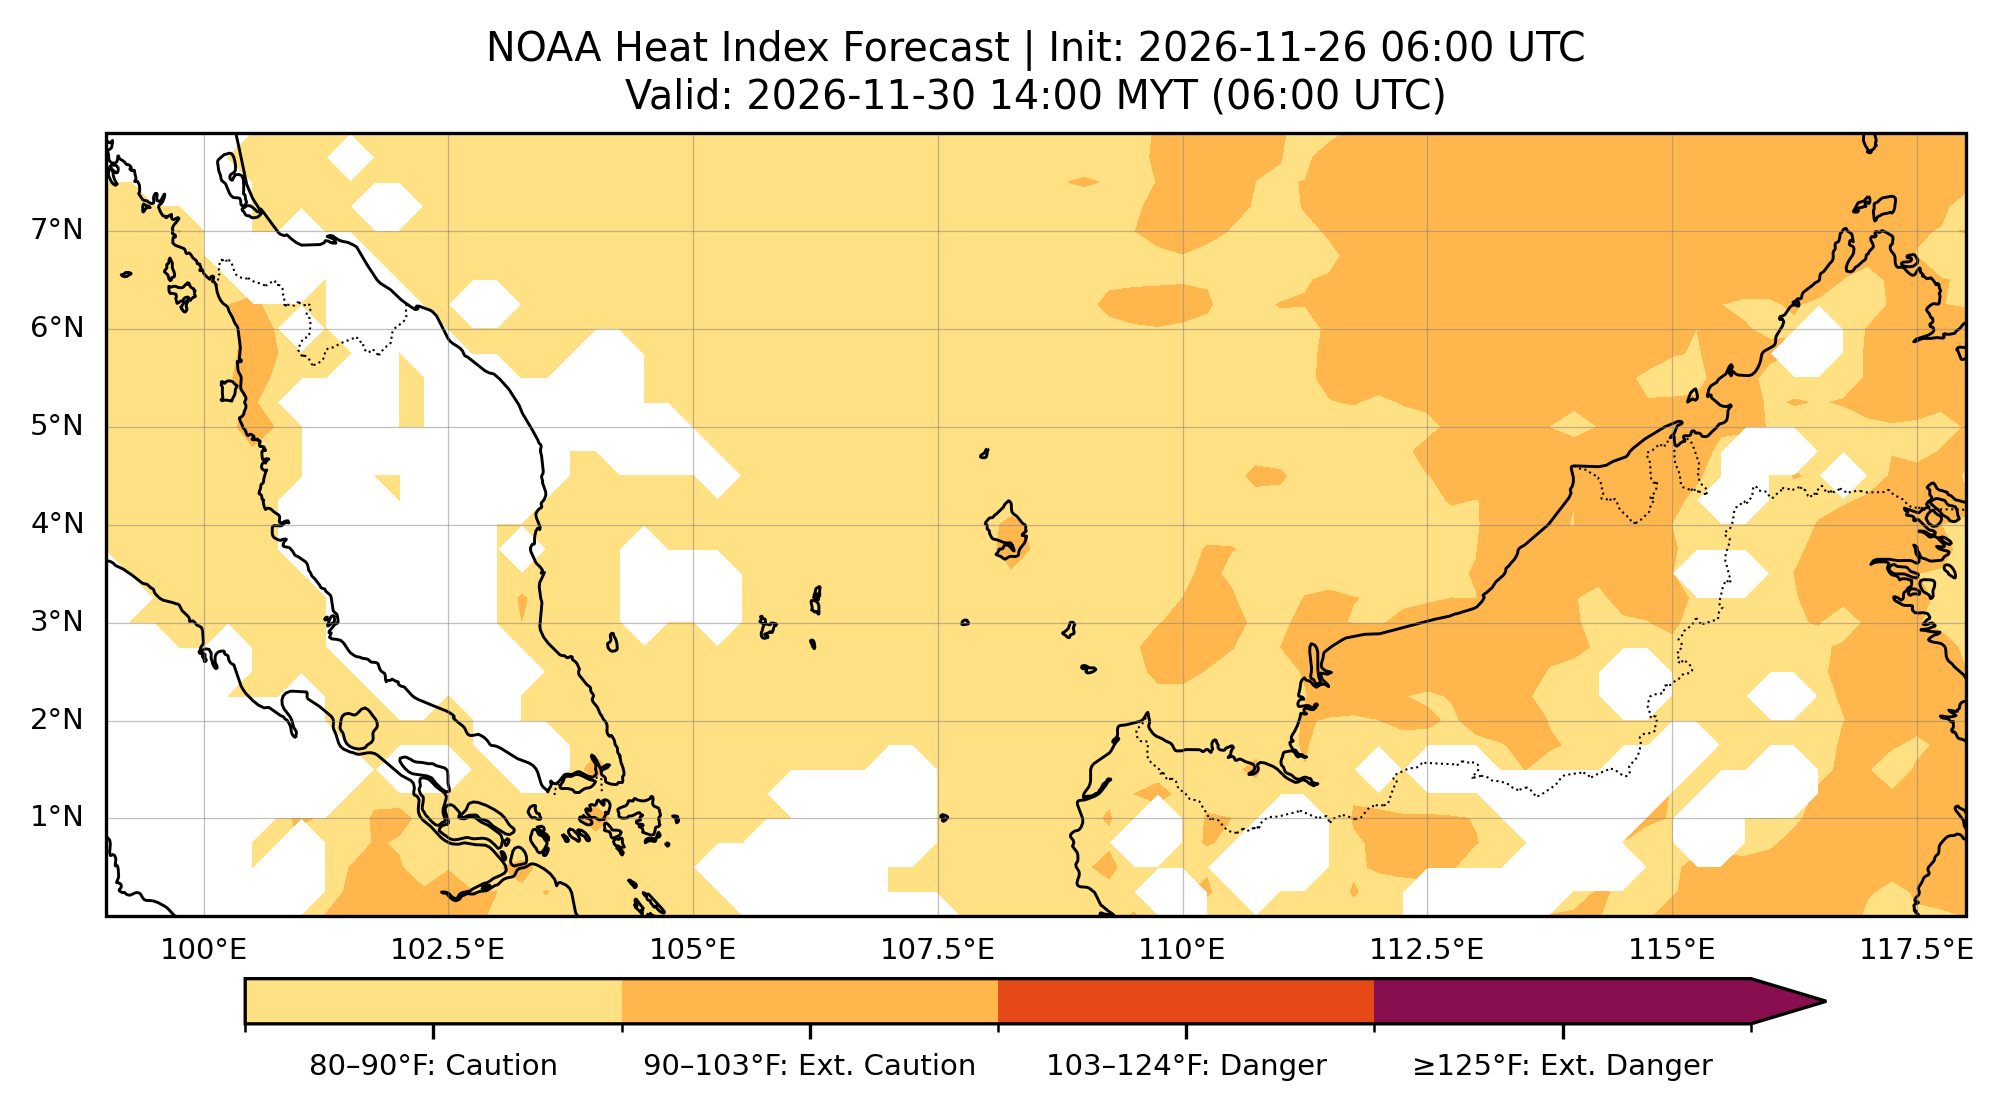 NOAA Heat Index Forecast | Init: 2026-11-26 06:00 UTC
Valid: 2026-11-30 14:00 MYT (06:00 UTC)
7°N
6°N
5°N
4°N
3°N
2°N
1°N
100°E
102.5°E
105°E
107.5°E
110°E
112.5°E
115°E
117.5°E
80–90°F: Caution
90–103°F: Ext. Caution
103–124°F: Danger
≥125°F: Ext. Danger